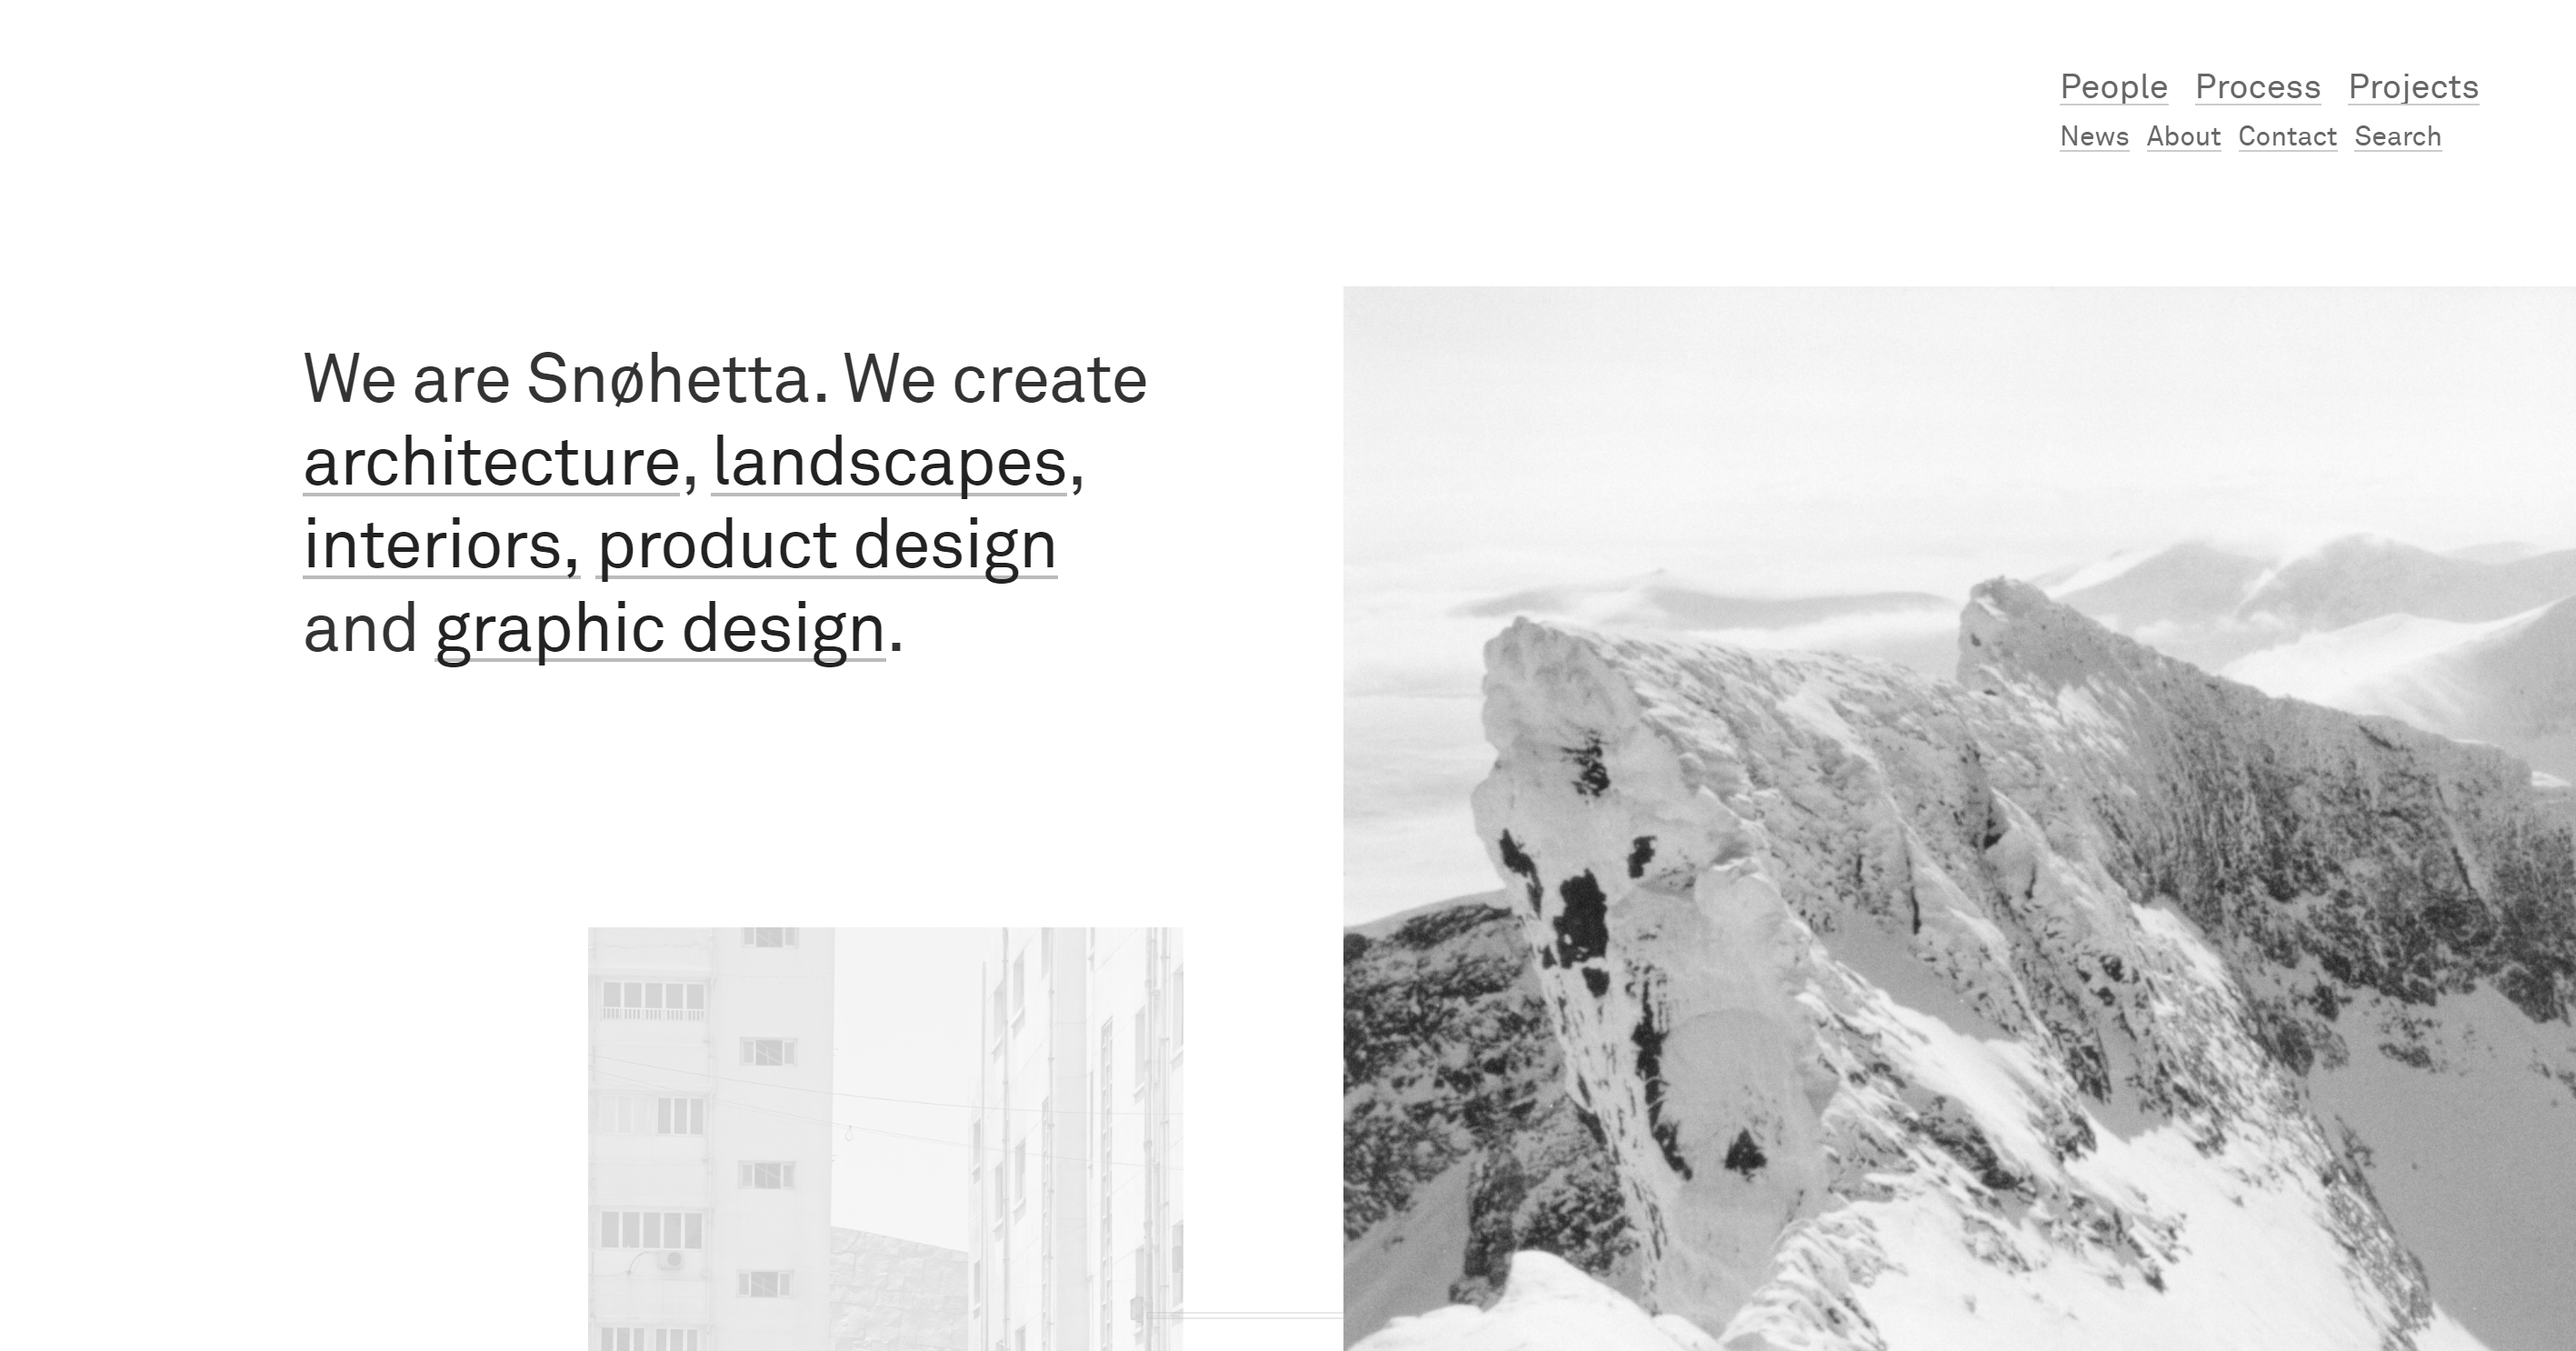 People Process Projects
News About Contact Search
We are Snøhetta. We create
architecture, landscapes,
interiors, product design
and graphic design.